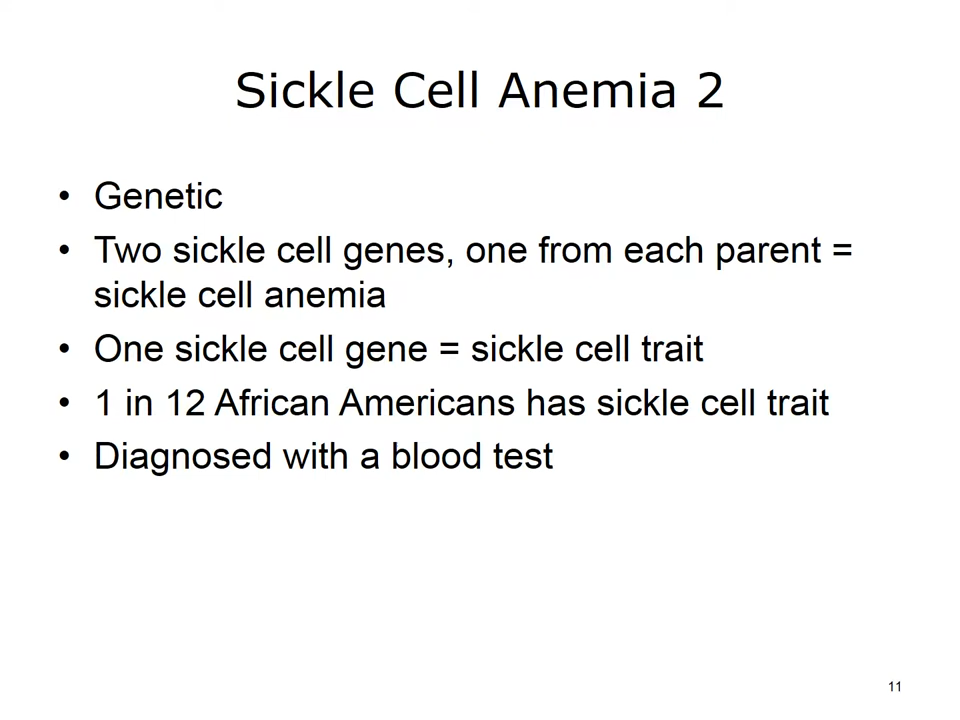 Sickle Cell Anemia 2
• Genetic
• Two sickle cell genes, one from each parent =
sickle cell anemia
• One sickle cell gene = sickle cell trait
• 1 in 12 African Americans has sickle cell trait
• Diagnosed with a blood test
11